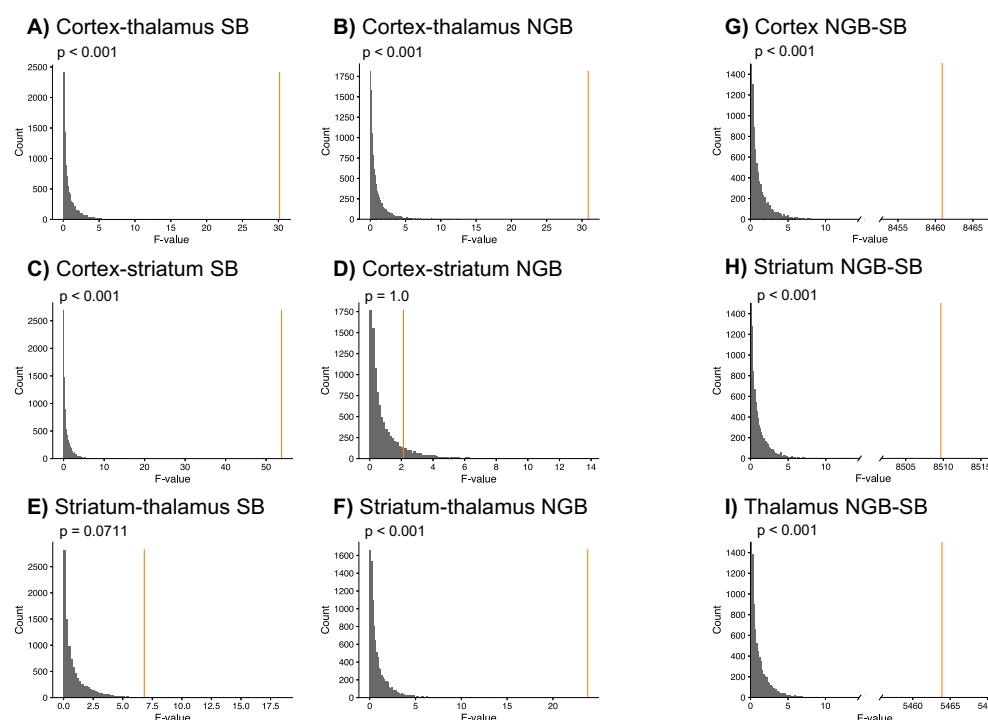 A) Cortex-thalamus SB
p < 0.001
2500
2000
1500
1000
500
0
Count
0 5 10 15 20 25 30
F-value
B) Cortex-thalamus NGB
p < 0.001
1750
1500
1250
1000
750
500
250
0
Count
0 5 10 15 20 25 30
F-value
G) Cortex NGB-SB
p < 0.001
1400
1200
1000
800
600
400
200
0
Count
0 5 10 8455 8460 8465
F-value
C) Cortex-striatum SB
p < 0.001
2500
2000
1500
1000
500
0
Count
0 10 20 30 40 50
F-value
D) Cortex-striatum NGB
p = 1.0
1750
1500
1250
1000
750
500
250
0
Count
0 2 4 6 8 10 12 14
F-value
H) Striatum NGB-SB
p < 0.001
1400
1200
1000
800
600
400
200
0
Count
0 5 10 8505 8510 8515
F-value
E) Striatum-thalamus SB
p = 0.0711
2500
2000
1500
1000
500
0
Count
0.0 2.5 5.0 7.5 10.0 12.5 15.0 17.5
F-value
F) Striatum-thalamus NGB
p < 0.001
1600
1400
1200
1000
800
600
400
200
0
Count
0 10 20
F-value
I) Thalamus NGB-SB
p < 0.001
1400
1200
1000
800
600
400
200
0
Count
0 5 10 5460 5465
F-value